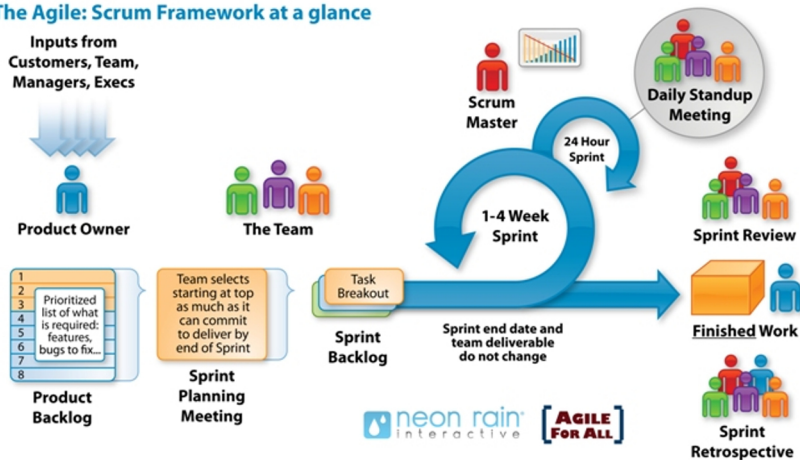 The Agile: Scrum Framework at a glance
Inputs from
Customers, Team,
Managers, Execs
Product Owner
The Team
Scrum
Master
Daily Standup
Meeting
24 Hour
Sprint
1-4 Week
Sprint
Sprint Review
1
2
3
4
5
6
7
8
Prioritized
list of what
is required:
features,
bugs to fix...
Product
Backlog
Team selects
starting at top
as much as it
can commit
to deliver by
end of Sprint
Sprint
Planning
Meeting
Task
Breakout
Sprint
Backlog
Sprint end date and
team deliverable
do not change
Finished Work
Sprint
Retrospective
neon rain®
interactive
AGILE
FOR ALL